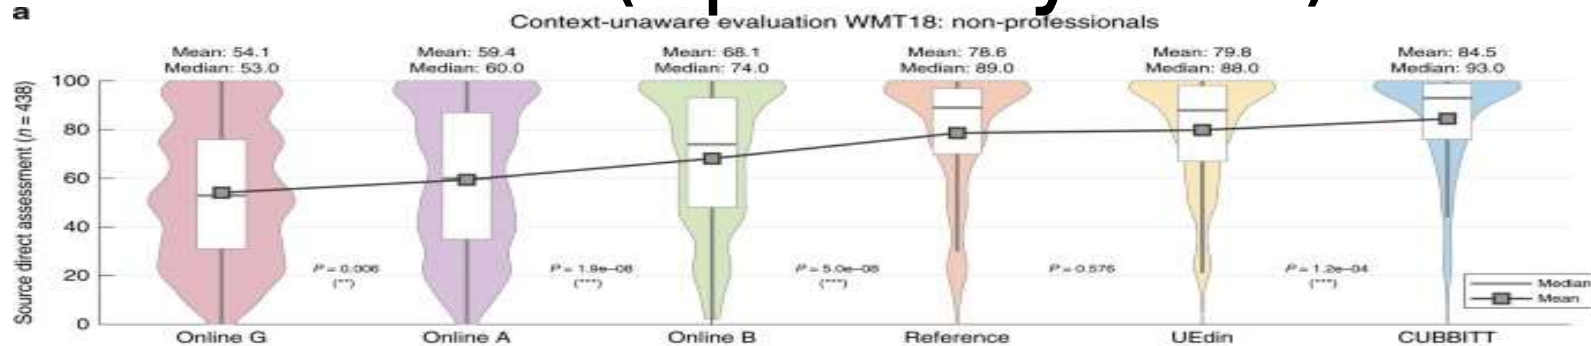 a
Context-unaware evaluation WMT18: non-professionals
Mean: 54.1
Median: 53.0
Mean: 59.4
Median: 60.0
Mean: 68.1
Median: 74.0
Mean: 78.6
Median: 89.0
Mean: 79.8
Median: 88.0
Mean: 84.5
Median: 93.0
Source direct assessment (n = 438)
100
80
60
40
20
0
P = 0.006
(**)
P = 1.9e–08
(***)
P = 5.0e–08
(***)
P = 0.576
P = 1.2e–04
(***)
Median
Mean
Online G
Online A
Online B
Reference
UEdin
CUBBITT